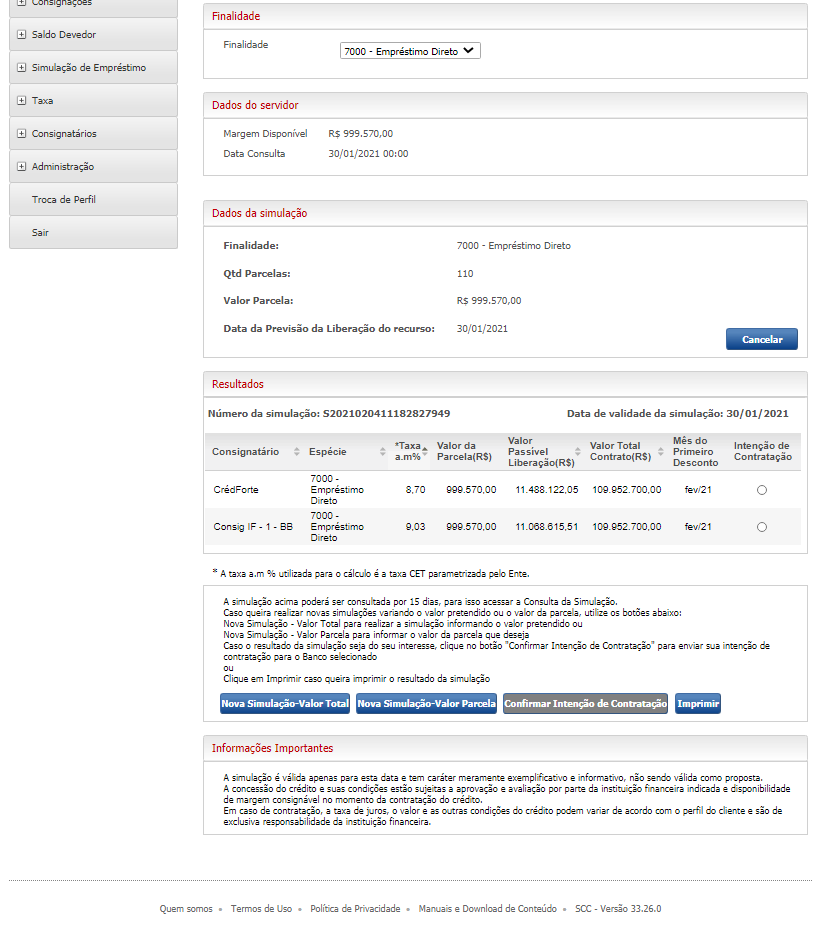 Consignações
Saldo Devedor
Simulação de Empréstimo
Taxa
Consignatários
Administração
Troca de Perfil
Sair
Finalidade
Finalidade
7000 - Empréstimo Direto
Dados do servidor
Margem Disponível R$ 999.570,00
Data Consulta 30/01/2021 00:00
Dados da simulação
Finalidade: 7000 - Empréstimo Direto
Qtd Parcelas: 110
Valor Parcela: R$ 999.570,00
Data da Previsão da Liberação do recurso: 30/01/2021
Cancelar
Resultados
Número da simulação: S2021020411182827949 Data de validade da simulação: 30/01/2021
Consignatário
Espécie
*Taxa
a.m%
Valor da
Parcela(R$)
Valor
Passível
Liberação(R$)
Valor Total
Contrato(R$)
Mês do
Primeiro
Desconto
Intenção de
Contratação
CrédForte
7000 -
Empréstimo
Direto
8,70 999.570,00 11.488.122,05 109.952.700,00 fev/21
Consig IF - 1 - BB
7000 -
Empréstimo
Direto
9,03 999.570,00 11.068.615,51 109.952.700,00 fev/21
* A taxa a.m % utilizada para o cálculo é a taxa CET parametrizada pelo Ente.
A simulação acima poderá ser consultada por 15 dias, para isso acessar a Consulta da Simulação.
Caso queira realizar novas simulações variando o valor pretendido ou o valor da parcela, utilize os botões abaixo:
Nova Simulação - Valor Total para realizar a simulação informando o valor pretendido ou
Nova Simulação - Valor Parcela para informar o valor da parcela que deseja
Caso o resultado da simulação seja do seu interesse, clique no botão "Confirmar Intenção de Contratação" para enviar sua intenção de
contratação para o Banco selecionado
ou
Clique em Imprimir caso queira imprimir o resultado da simulação
Nova Simulação-Valor Total Nova Simulação-Valor Parcela Confirmar Intenção de Contratação Imprimir
Informações Importantes
A simulação é válida apenas para esta data e tem caráter meramente exemplificativo e informativo, não sendo válida como proposta.
A concessão do crédito e suas condições estão sujeitas a aprovação e avaliação por parte da instituição financeira indicada e disponibilidade
de margem consignável no momento da contratação do crédito.
Em caso de contratação, a taxa de juros, o valor e as outras condições do crédito podem variar de acordo com o perfil do cliente e são de
exclusiva responsabilidade da instituição financeira.
Quem somos • Termos de Uso • Política de Privacidade • Manuais e Download de Conteúdo • SCC - Versão 33.26.0